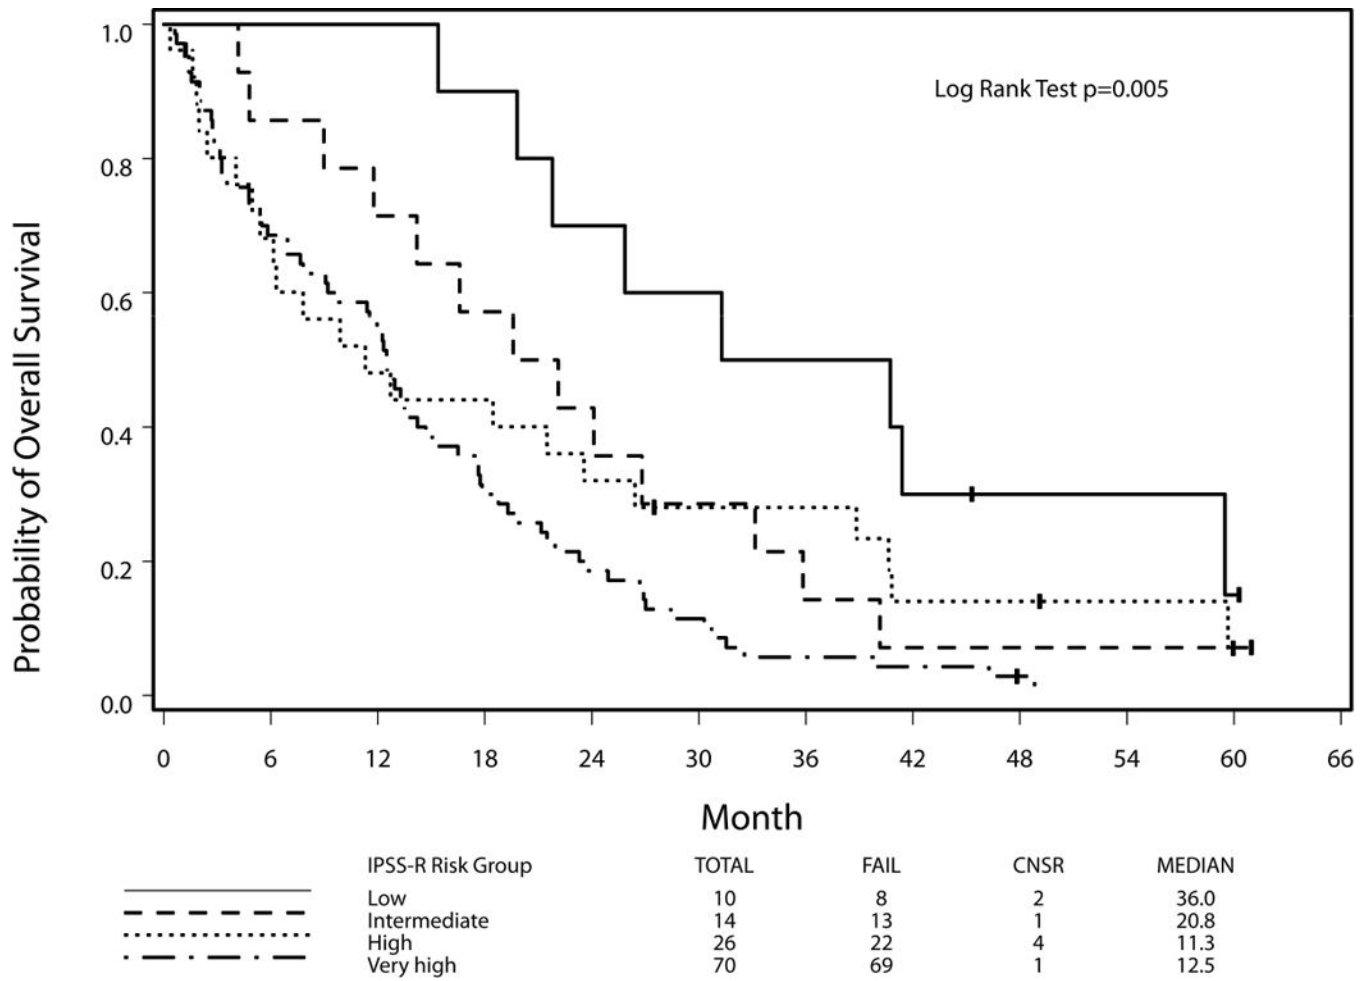 Log Rank Test p=0.005
Probability of Overall Survival
1.0
0.8
0.6
0.4
0.2
0.0
0 6 12 18 24 30 36 42 48 54 60 66
Month
IPSS-R Risk Group TOTAL FAIL CNSR MEDIAN
Low 10 8 2 36.0
Intermediate 14 13 1 20.8
High 26 22 4 11.3
Very high 70 69 1 12.5